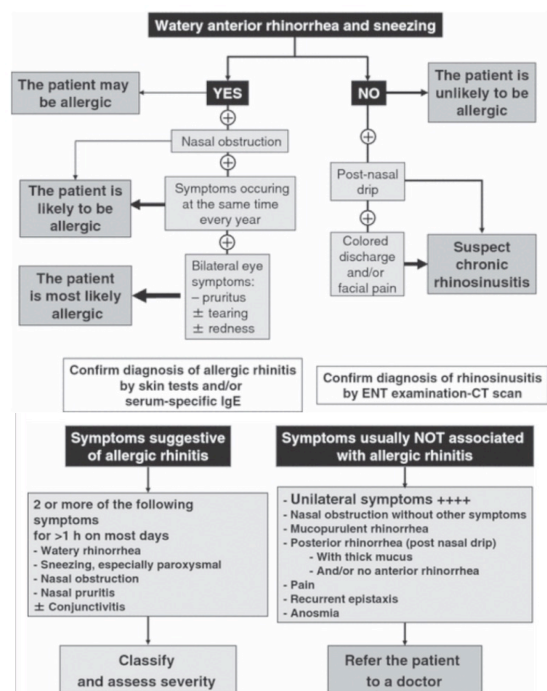 Watery anterior rhinorrhea and sneezing
The patient may
be allergic
YES
NO
The patient is
unlikely to be
allergic
Nasal obstruction
The patient is
likely to be
allergic
Symptoms occuring
at the same time
every year
Post-nasal
drip
Colored
discharge
and/or
facial pain
Suspect
chronic
rhinosinusitis
The patient
is most likely
allergic
Bilateral eye
symptoms:
– pruritus
± tearing
± redness
Confirm diagnosis of allergic rhinitis
by skin tests and/or
serum-specific IgE
Confirm diagnosis of rhinosinusitis
by ENT examination-CT scan
Symptoms suggestive
of allergic rhinitis
2 or more of the following
symptoms
for >1 h on most days
- Watery rhinorrhea
- Sneezing, especially paroxysmal
- Nasal obstruction
- Nasal pruritis
± Conjunctivitis
Classify
and assess severity
Symptoms usually NOT associated
with allergic rhinitis
- Unilateral symptoms ++++
- Nasal obstruction without other symptoms
- Mucopurulent rhinorrhea
- Posterior rhinorrhea (post nasal drip)
- With thick mucus
- And/or no anterior rhinorrhea
- Pain
- Recurrent epistaxis
- Anosmia
Refer the patient
to a doctor